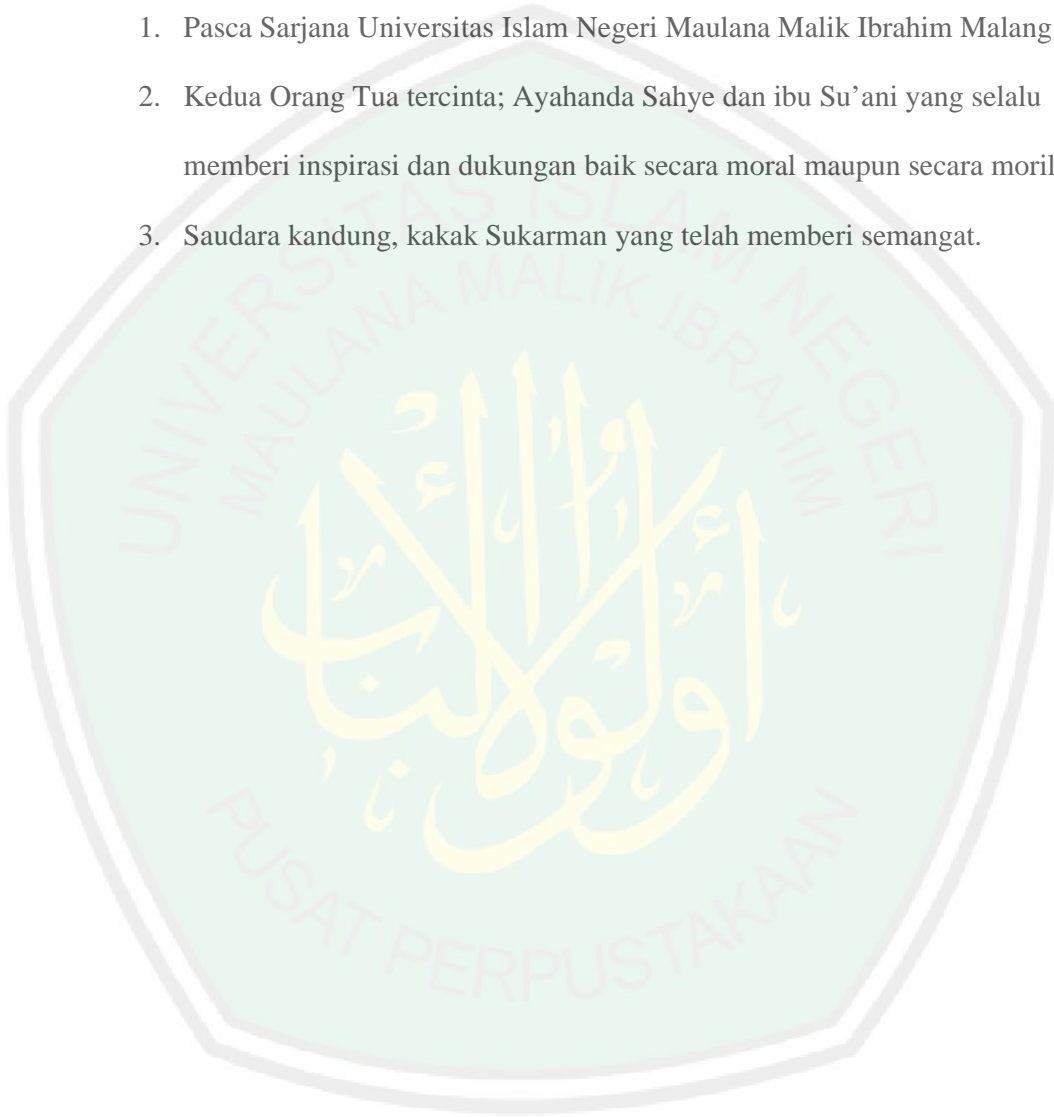 1. Pasca Sarjana Universitas Islam Negeri Maulana Malik Ibrahim Malang
2. Kedua Orang Tua tercinta; Ayahanda Sahye dan ibu Su’ani yang selalu
memberi inspirasi dan dukungan baik secara moral maupun secara moril
3. Saudara kandung, kakak Sukarman yang telah memberi semangat.
UNIVERSITAS ISLAM NEGERI
MAULANA MALIK IBRAHIM
أولوا الألباب
PUSAT PERPUSTAKAAN